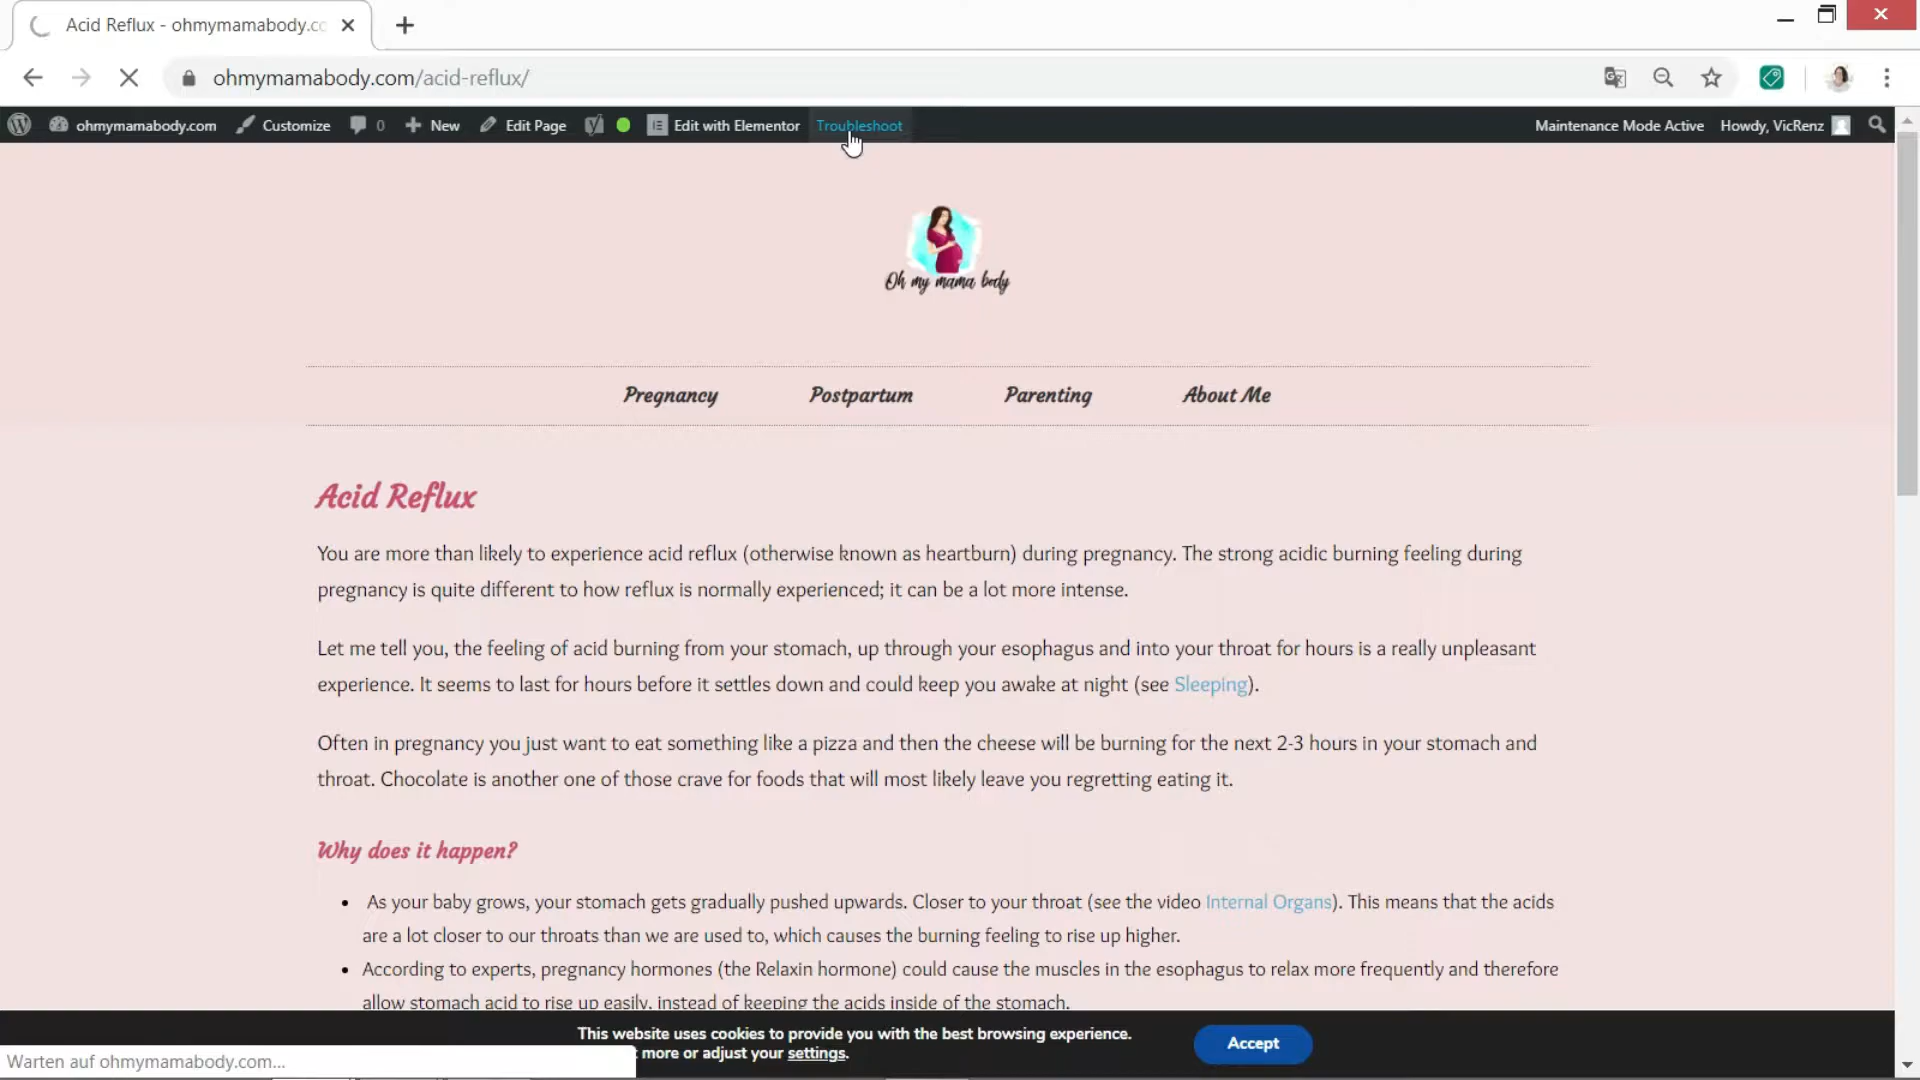 Acid Reflux - ohmymamabody.co
ohmymamabody.com/acid-reflux/
ohmymamabody.com Customize 0 New Edit Page Edit with Elementor Troubleshoot Maintenance Mode Active Howdy, VicRenz
Oh my mama body
Pregnancy Postpartum Parenting About Me
Acid Reflux
You are more than likely to experience acid reflux (otherwise known as heartburn) during pregnancy. The strong acidic burning feeling during
pregnancy is quite different to how reflux is normally experienced; it can be a lot more intense.
Let me tell you, the feeling of acid burning from your stomach, up through your esophagus and into your throat for hours is a really unpleasant
experience. It seems to last for hours before it settles down and could keep you awake at night (see Sleeping).
Often in pregnancy you just want to eat something like a pizza and then the cheese will be burning for the next 2-3 hours in your stomach and
throat. Chocolate is another one of those crave for foods that will most likely leave you regretting eating it.
Why does it happen?
• As your baby grows, your stomach gets gradually pushed upwards. Closer to your throat (see the video Internal Organs). This means that the acids
are a lot closer to our throats than we are used to, which causes the burning feeling to rise up higher.
• According to experts, pregnancy hormones (the Relaxin hormone) could cause the muscles in the esophagus to relax more frequently and therefore
allow stomach acid to rise up easily, instead of keeping the acids inside of the stomach.
This website uses cookies to provide you with the best browsing experience.
more or adjust your settings.
Accept
Warten auf ohmymamabody.com...